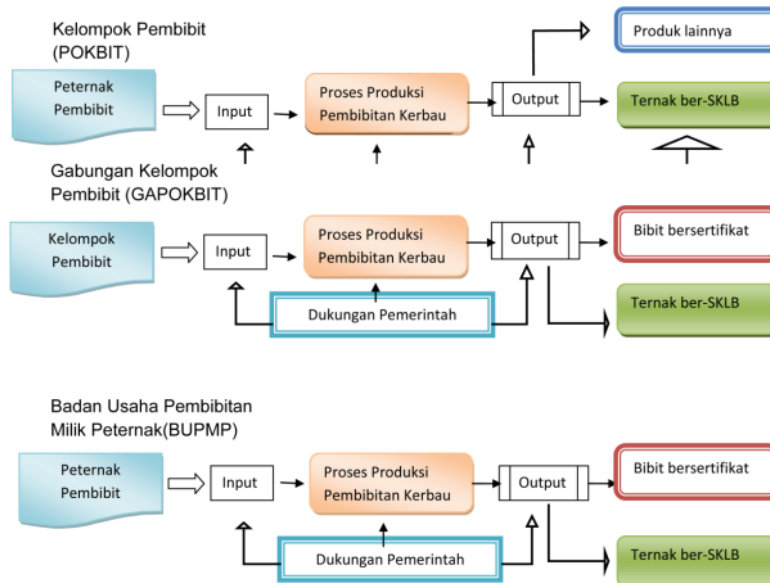 Kelompok Pembibit
(POKBIT)
Peternak
Pembibit
Input
Proses Produksi
Pembibitan Kerbau
Output
Produk lainnya
Ternak ber-SKLB
Gabungan Kelompok
Pembibit (GAPOKBIT)
Kelompok
Pembibit
Input
Proses Produksi
Pembibitan Kerbau
Output
Bibit bersertifikat
Ternak ber-SKLB
Dukungan Pemerintah
Badan Usaha Pembibitan
Milik Peternak(BUPMP)
Peternak
Pembibit
Input
Proses Produksi
Pembibitan Kerbau
Output
Bibit bersertifikat
Ternak ber-SKLB
Dukungan Pemerintah